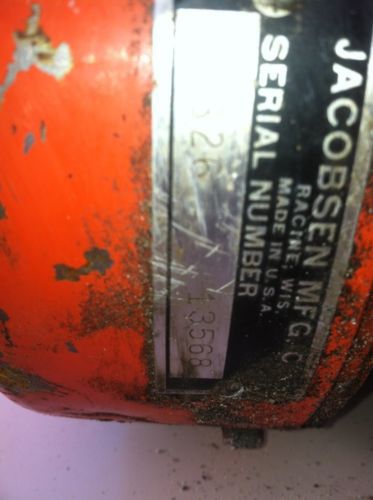 JACOBSEN MFG. C
RACINE, WIS.
MADE IN U.S.A.
SERIAL NUMBER
13568